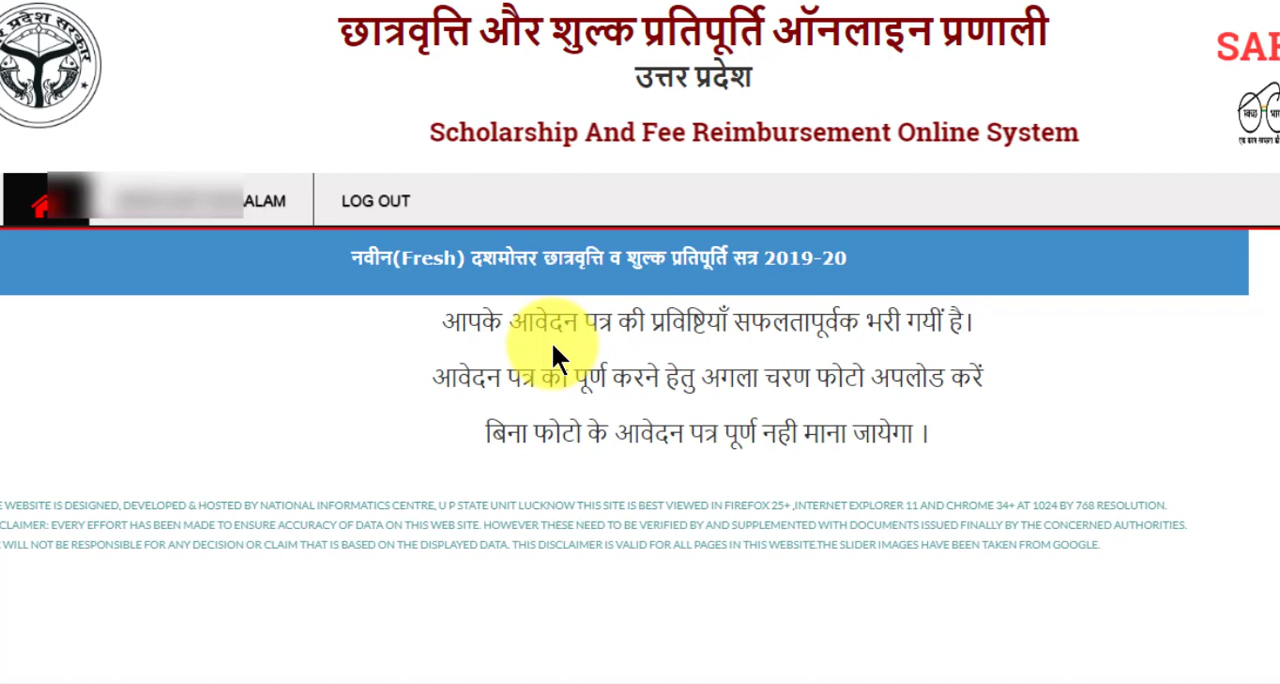 छात्रवृत्ति और शुल्क प्रतिपूर्ति ऑनलाइन प्रणाली
उत्तर प्रदेश
Scholarship And Fee Reimbursement Online System
ALAM LOG OUT
नवीन(Fresh) दशमोत्तर छात्रवृत्ति व शुल्क प्रतिपूर्ति सत्र 2019-20
आपके आवेदन पत्र की प्रविष्टियाँ सफलतापूर्वक भरी गयीं है।
आवेदन पत्र को पूर्ण करने हेतु अगला चरण फोटो अपलोड करें
बिना फोटो के आवेदन पत्र पूर्ण नही माना जायेगा ।
WEBSITE IS DESIGNED, DEVELOPED & HOSTED BY NATIONAL INFORMATICS CENTRE, U P STATE UNIT LUCKNOW THIS SITE IS BEST VIEWED IN FIREFOX 25+ ,INTERNET EXPLORER 11 AND CHROME 34+ AT 1024 BY 768 RESOLUTION.
CLAIMER: EVERY EFFORT HAS BEEN MADE TO ENSURE ACCURACY OF DATA ON THIS WEB SITE. HOWEVER THESE NEED TO BE VERIFIED BY AND SUPPLEMENTED WITH DOCUMENTS ISSUED FINALLY BY THE CONCERNED AUTHORITIES.
WILL NOT BE RESPONSIBLE FOR ANY DECISION OR CLAIM THAT IS BASED ON THE DISPLAYED DATA. THIS DISCLAIMER IS VALID FOR ALL PAGES IN THIS WEBSITE.THE SLIDER IMAGES HAVE BEEN TAKEN FROM GOOGLE.